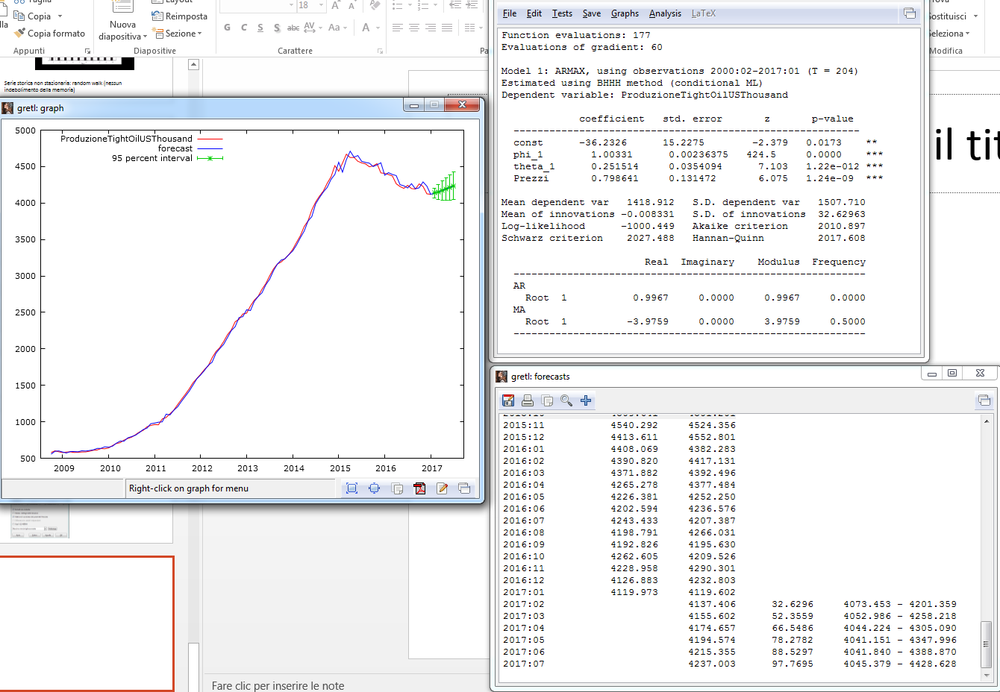 Taglia
Copia
Copia formato
Appunti
Nuova
diapositiva
Layout
Reimposta
Sezione
Diapositive
18
A A
G C S S abc AV Aa A
Carattere
Pa
Sostituisci
Seleziona
Modifica
Serie storica non stazionaria: random walk (nessun
indebolimento della memoria)
il tit
Fare clic per inserire le note
gretl: graph
ProduzioneTightOilUSThousand
forecast
95 percent interval
5000
4500
4000
3500
3000
2500
2000
1500
1000
500
2009 2010 2011 2012 2013 2014 2015 2016 2017
Right-click on graph for menu
File Edit Tests Save Graphs Analysis LaTeX
Function evaluations: 177
Evaluations of gradient: 60
Model 1: ARMAX, using observations 2000:02-2017:01 (T = 204)
Estimated using BHHH method (conditional ML)
Dependent variable: ProduzioneTightOilUSThousand
coefficient std. error z p-value
const -36.2326 15.2275 -2.379 0.0173 **
phi_1 1.00331 0.00236375 424.5 0.0000 ***
theta_1 0.251514 0.0354094 7.103 1.22e-012 ***
Prezzi 0.798641 0.131472 6.075 1.24e-09 ***
Mean dependent var 1418.912 S.D. dependent var 1507.710
Mean of innovations -0.008331 S.D. of innovations 32.62963
Log-likelihood -1000.449 Akaike criterion 2010.897
Schwarz criterion 2027.488 Hannan-Quinn 2017.608
Real Imaginary Modulus Frequency
AR
Root 1 0.9967 0.0000 0.9967 0.0000
MA
Root 1 -3.9759 0.0000 3.9759 0.5000
gretl: forecasts
2015:11 4540.292 4524.356
2015:12 4413.611 4552.801
2016:01 4408.069 4382.283
2016:02 4390.820 4417.131
2016:03 4371.882 4392.496
2016:04 4265.278 4377.484
2016:05 4226.381 4252.250
2016:06 4202.594 4236.576
2016:07 4243.433 4207.387
2016:08 4198.791 4266.031
2016:09 4192.826 4195.630
2016:10 4262.605 4209.526
2016:11 4228.958 4290.301
2016:12 4126.883 4232.803
2017:01 4119.973 4119.602
2017:02 4137.406 32.6296 4073.453 - 4201.359
2017:03 4155.602 52.3559 4052.986 - 4258.218
2017:04 4174.657 66.5486 4044.224 - 4305.090
2017:05 4194.574 78.2782 4041.151 - 4347.996
2017:06 4215.355 88.5297 4041.840 - 4388.870
2017:07 4237.003 97.7695 4045.379 - 4428.628